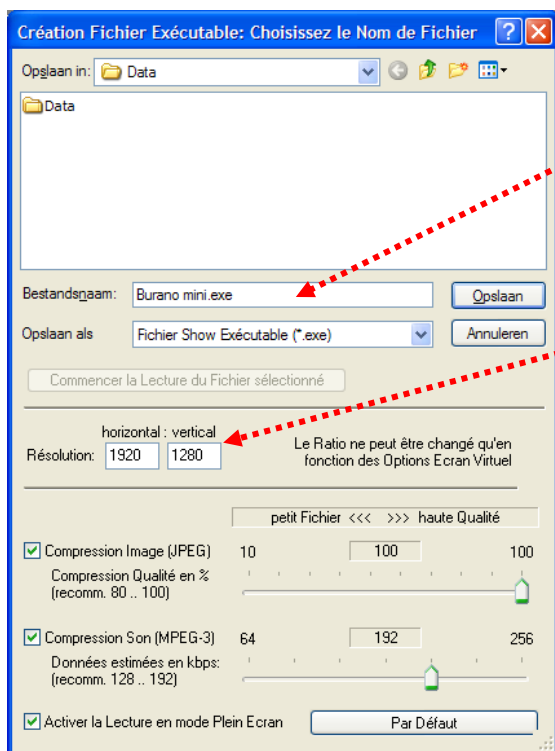 Création Fichier Exécutable: Choisissez le Nom de Fichier
Opslaan in: Data
Data
Bestandsnaam: Burano mini.exe Opslaan
Opslaan als Fichier Show Exécutable (*.exe) Annuleren
Commencer la Lecture du Fichier sélectionné
horizontal : vertical
Résolution: 1920 1280
Le Ratio ne peut être changé qu'en
fonction des Options Ecran Virtuel
petit Fichier <<< >>> haute Qualité
Compression Image (JPEG) 10 100 100
Compression Qualité en %
(recomm. 80 .. 100)
Compression Son (MPEG-3) 64 192 256
Données estimées en kbps:
(recomm. 128 .. 192)
Activer la Lecture en mode Plein Ecran Par Défaut